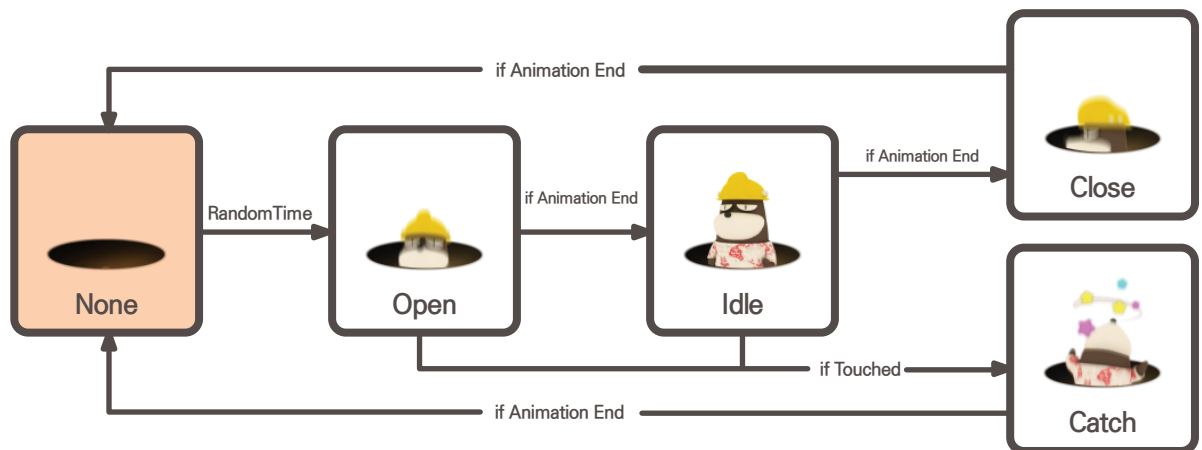 if Animation End
Close
if Animation End
RandomTime
if Animation End
None
Open
Idle
if Touched
Catch
if Animation End